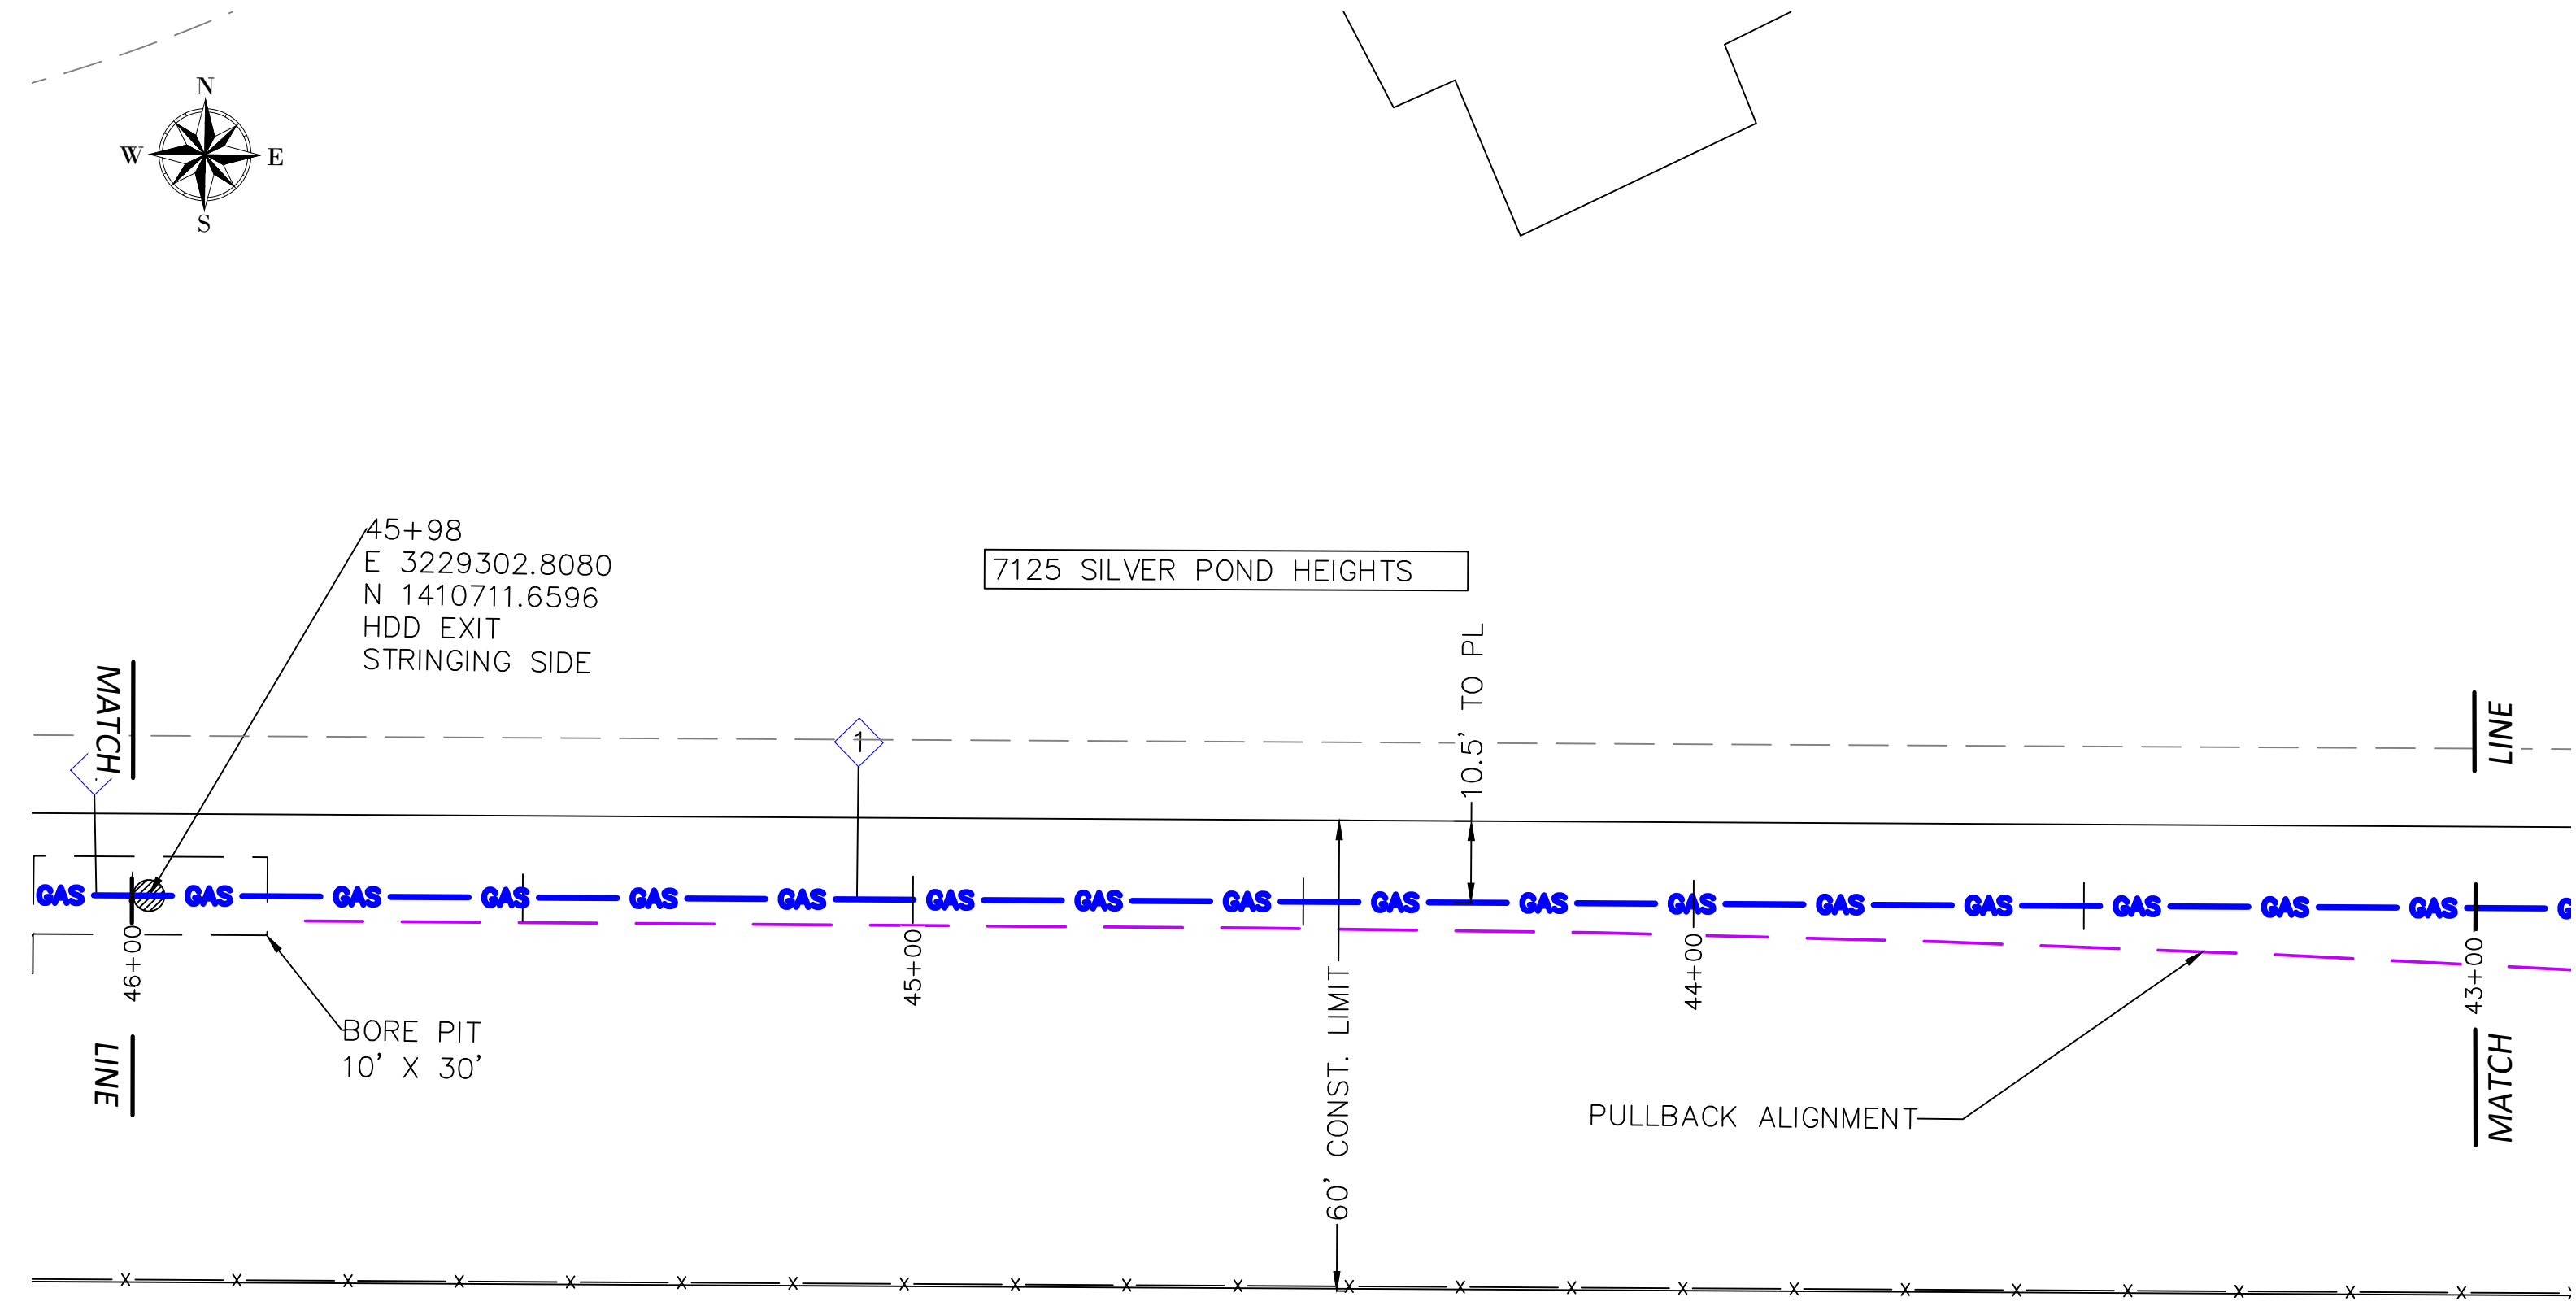 N
W E
S
45+98
E 3229302.8080
N 1410711.6596
HDD EXIT
STRINGING SIDE
7125 SILVER POND HEIGHTS
10.5' TO PL
MATCH
LINE
1
GAS GAS GAS GAS GAS GAS GAS GAS GAS GAS GAS GAS GAS GAS GAS GAS GAS
46+00
45+00
44+00
43+00
LINE
MATCH
BORE PIT
10' X 30'
60' CONST. LIMIT
PULLBACK ALIGNMENT
X X X X X X X X X X X X X X X X X X X X X X